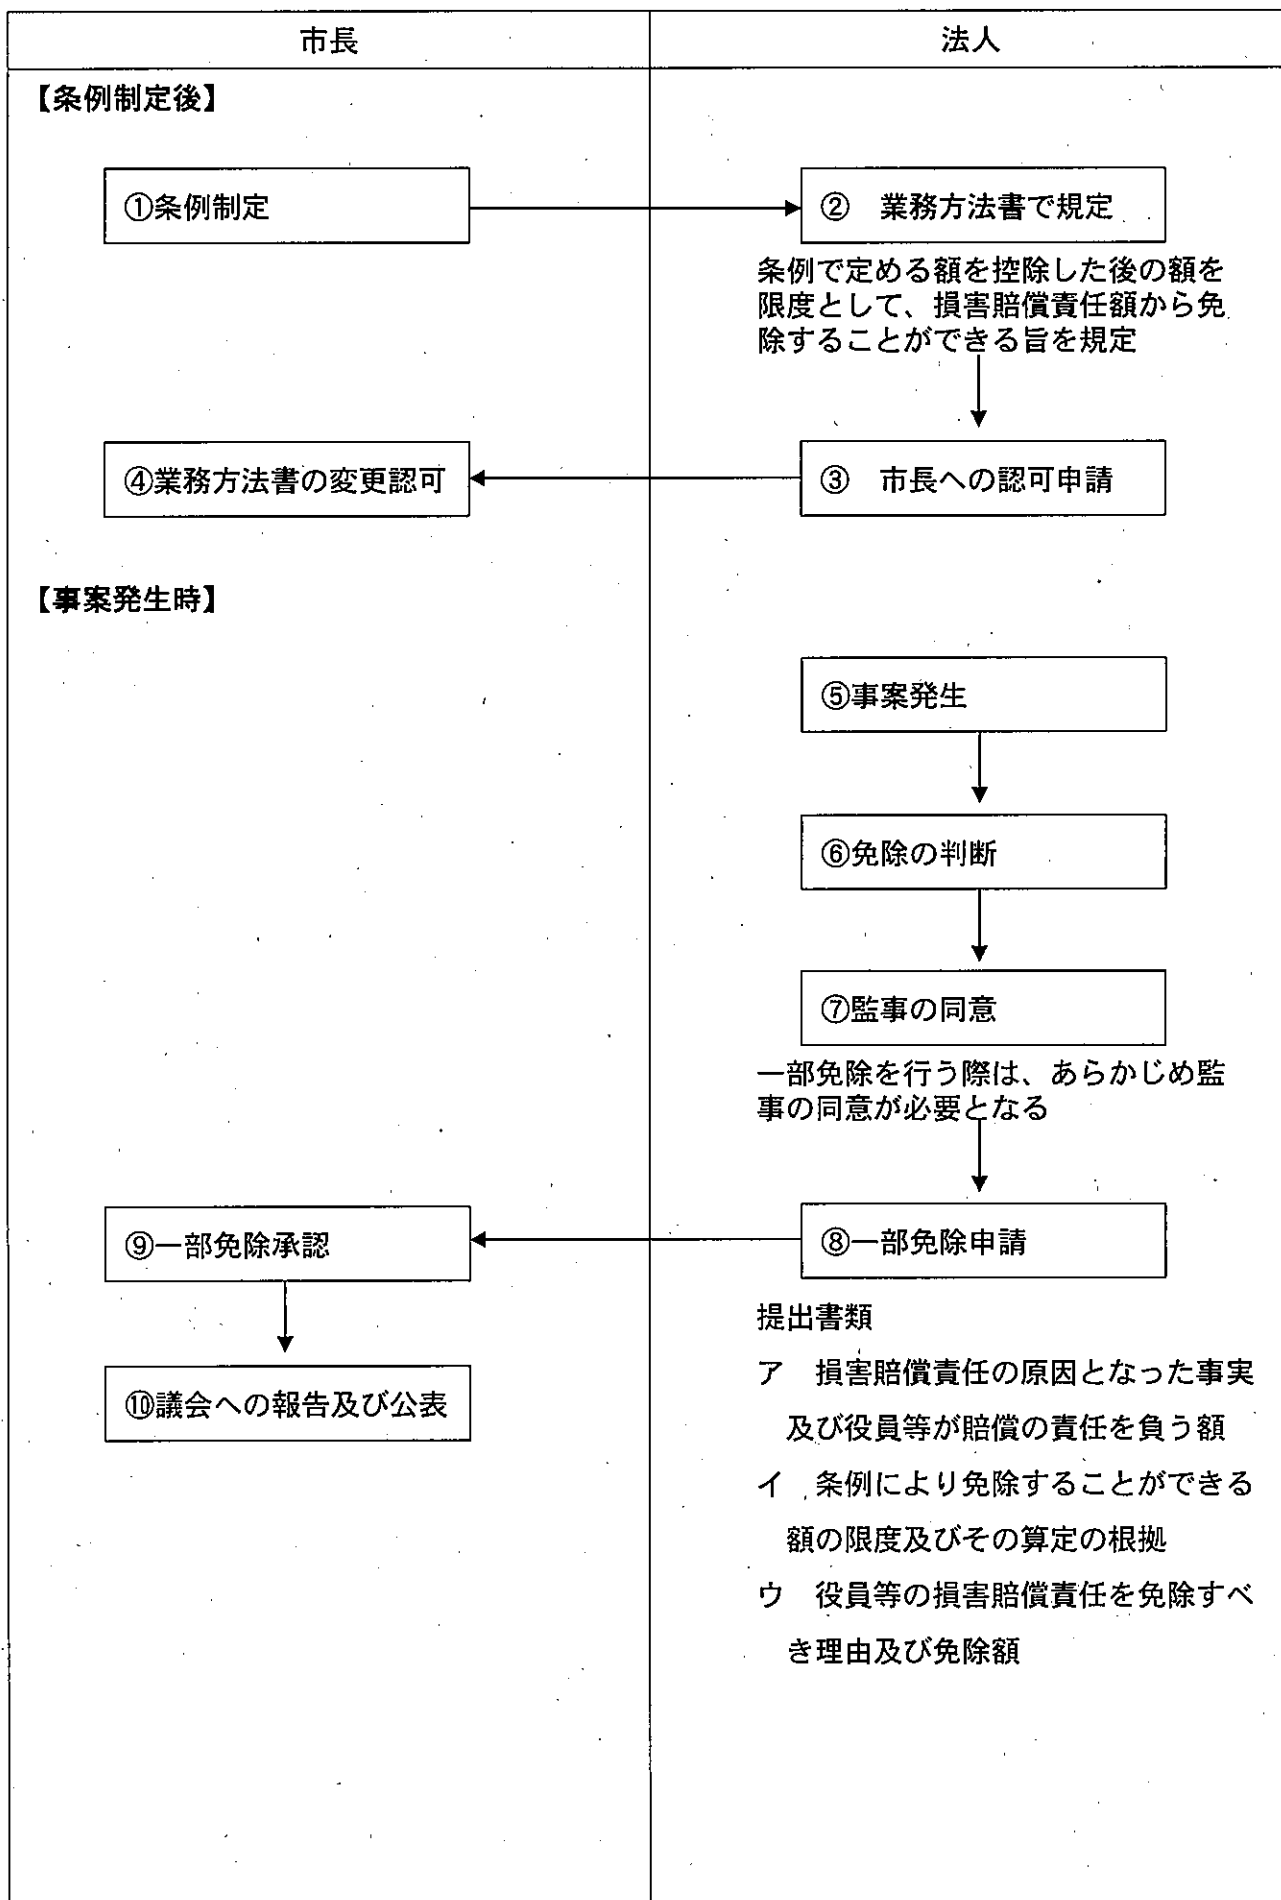 市長
法人
【条例制定後】
①条例制定
② 業務方法書で規定
条例で定める額を控除した後の額を
限度として、損害賠償責任額から免
除することができる旨を規定
④業務方法書の変更認可
③ 市長への認可申請
【事案発生時】
⑤事案発生
⑥免除の判断
⑦監事の同意
一部免除を行う際は、あらかじめ監
事の同意が必要となる
⑨一部免除承認
⑧一部免除申請
提出書類
ア 損害賠償責任の原因となった事実
及び役員等が賠償の責任を負う額
⑩議会への報告及び公表
イ 条例により免除することができる
額の限度及びその算定の根拠
ウ 役員等の損害賠償責任を免除すべ
き理由及び免除額